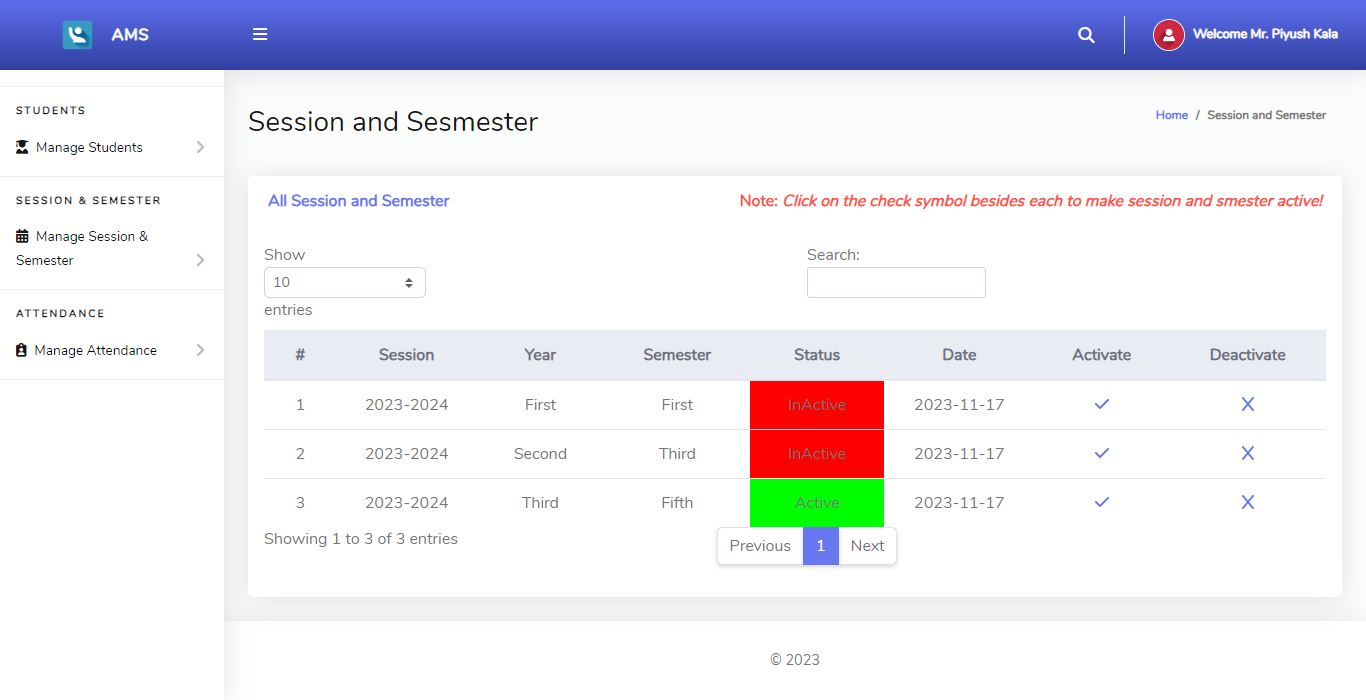 AMS
Welcome Mr. Piyush Kala
STUDENTS
Manage Students
SESSION & SEMESTER
Manage Session &
Semester
ATTENDANCE
Manage Attendance
Session and Sesmester
Home / Session and Semester
All Session and Semester
Note: Click on the check symbol besides each to make session and smester active!
Show
10
entries
Search:
# Session Year Semester Status Date Activate Deactivate
1 2023-2024 First First InActive 2023-11-17
2 2023-2024 Second Third InActive 2023-11-17
3 2023-2024 Third Fifth Active 2023-11-17
Showing 1 to 3 of 3 entries
Previous 1 Next
© 2023